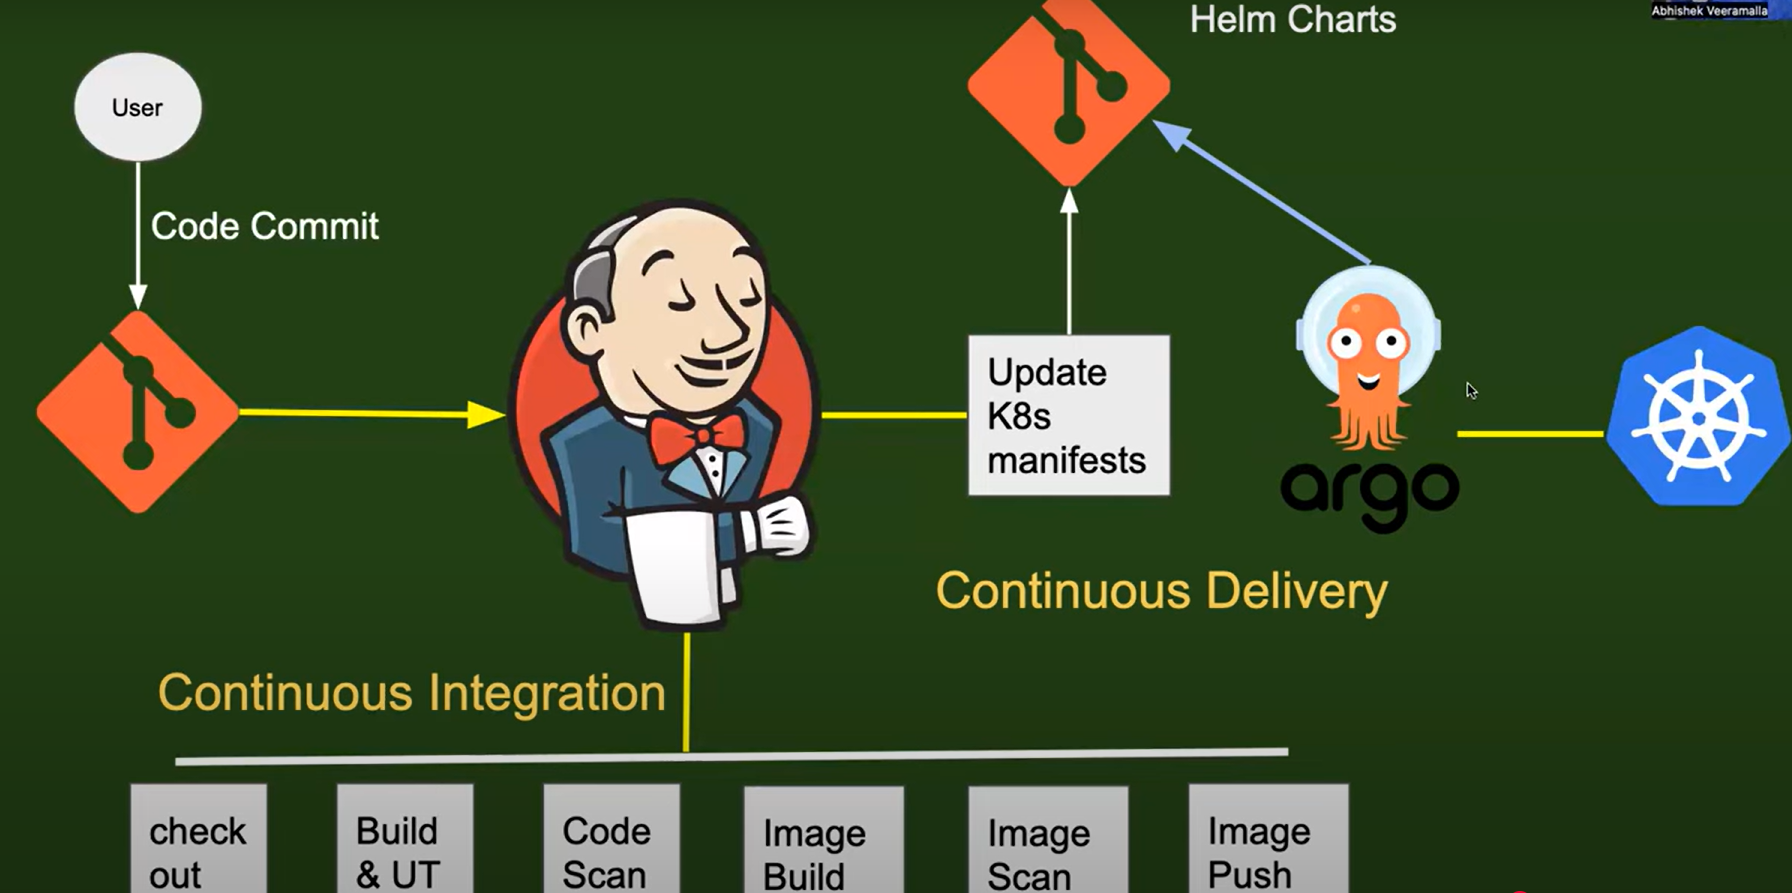 Helm Charts
Abhishek Veeramalla
User
Code Commit
Update
K8s
manifests
argo
Continuous Delivery
Continuous Integration
check
out
Build
& UT
Code
Scan
Image
Build
Image
Scan
Image
Push